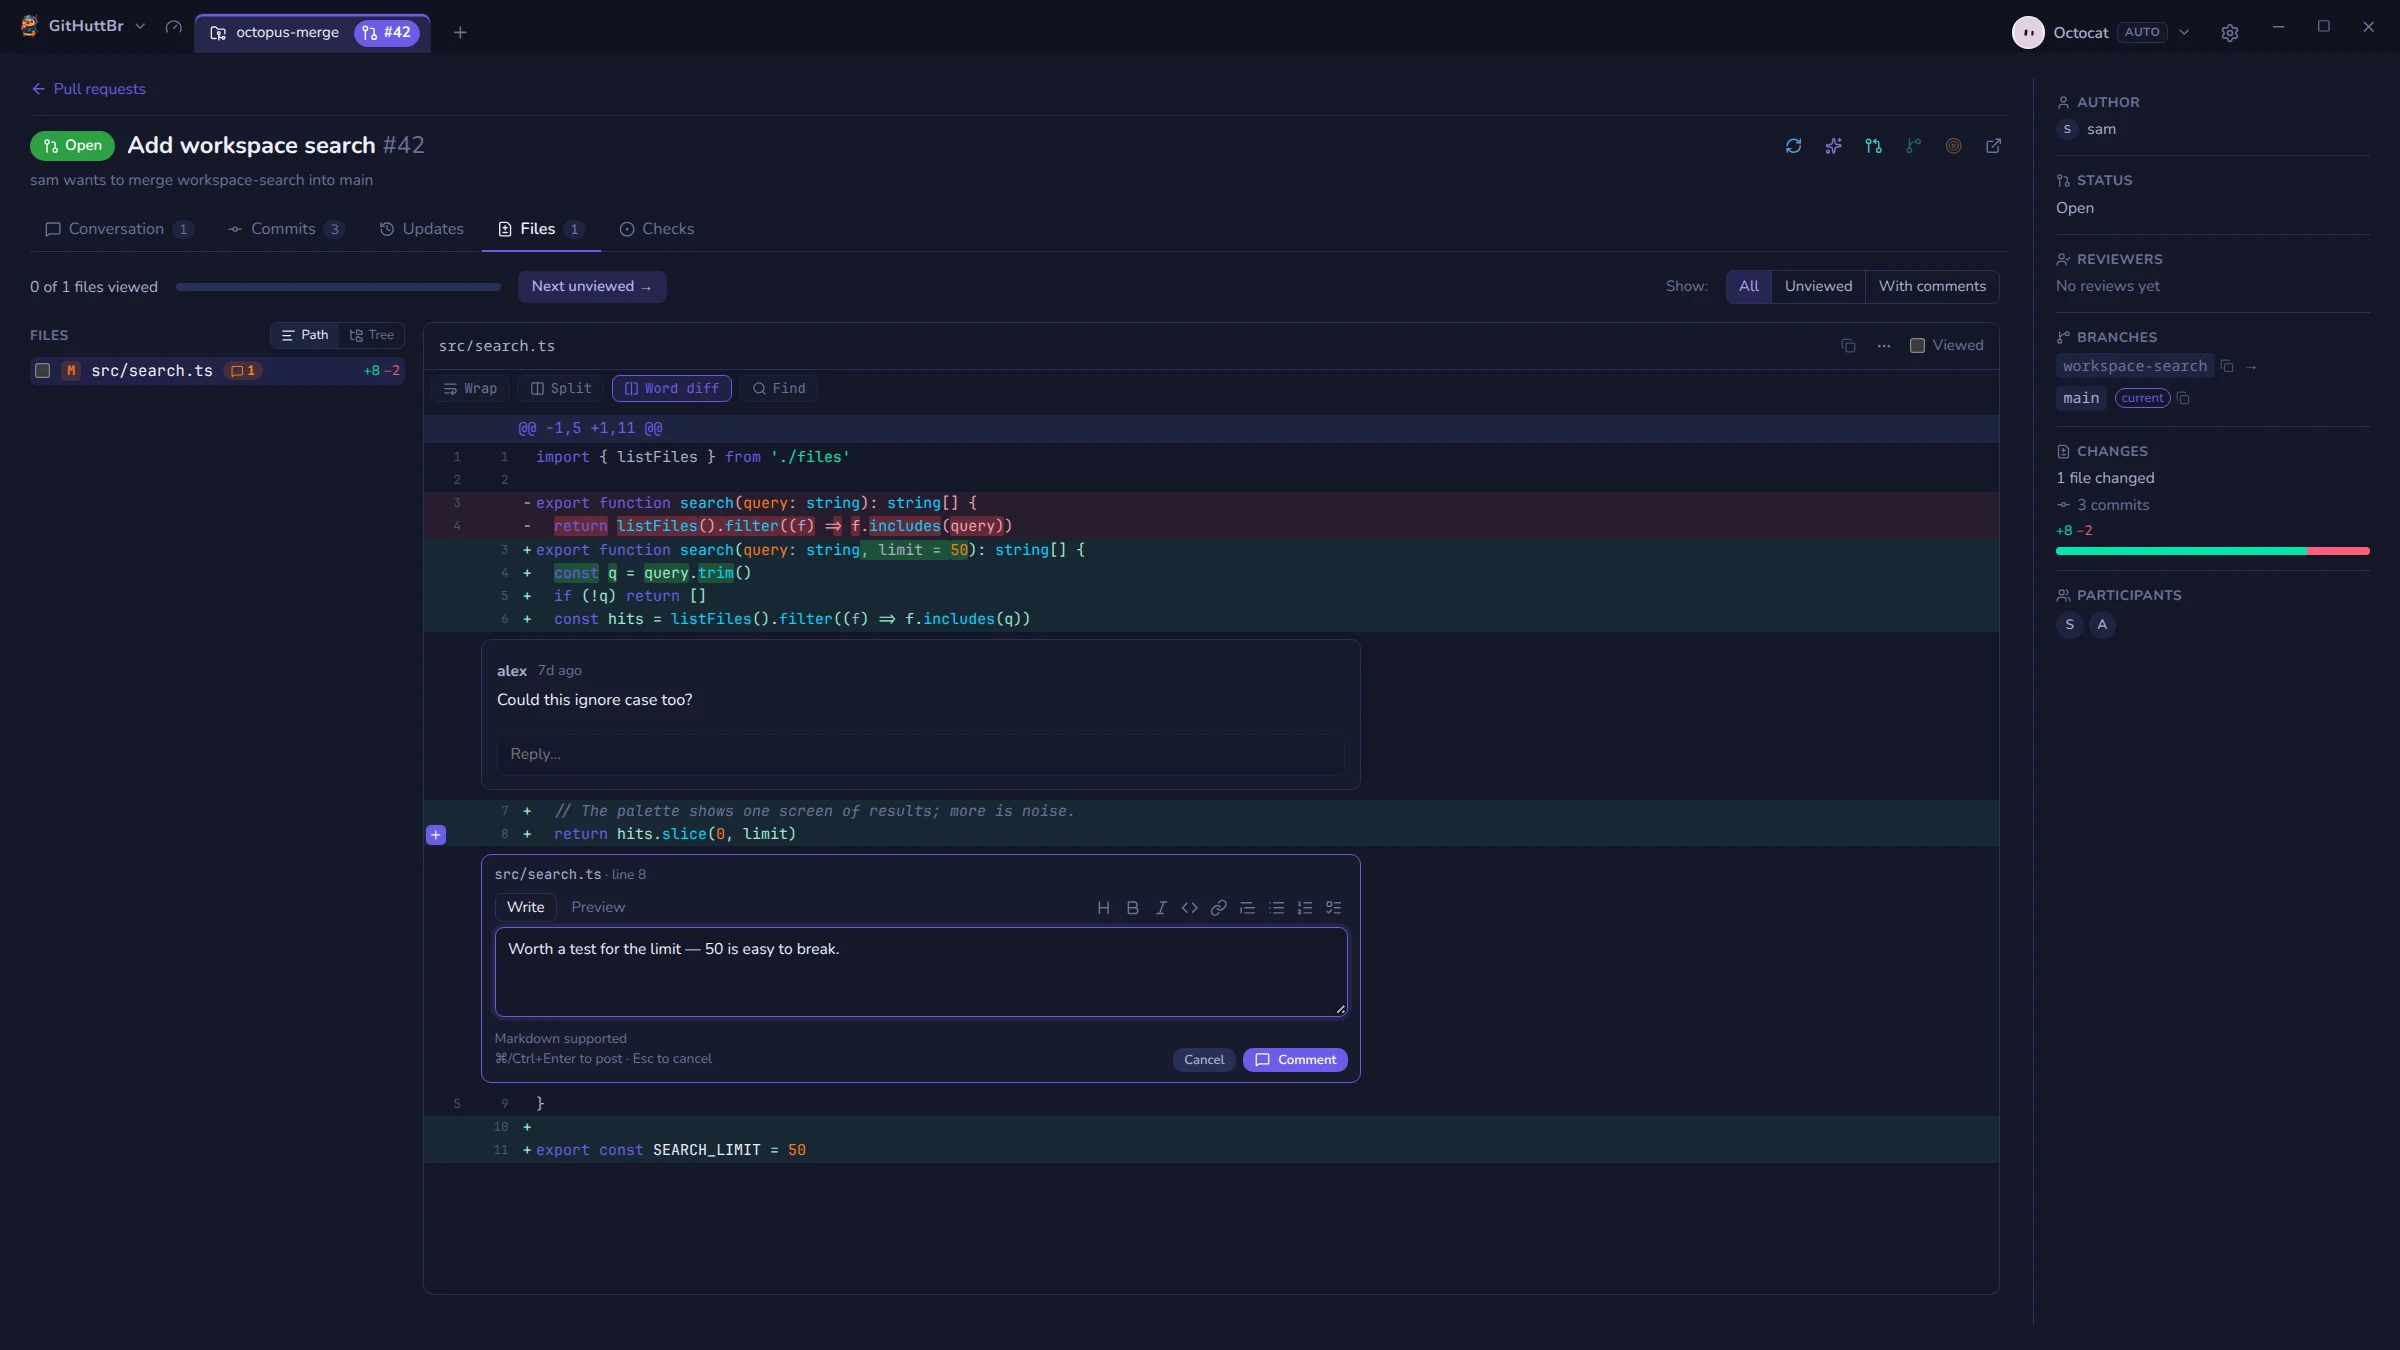 GitHuttBr
octopus-merge #42
Octocat AUTO
Pull requests
Open Add workspace search #42
sam wants to merge workspace-search into main
Conversation 1 Commits 3 Updates Files 1 Checks
0 of 1 files viewed Next unviewed → Show: All Unviewed With comments
FILES Path Tree
M src/search.ts 1 +8 −2
src/search.ts Viewed
Wrap Split Word diff Find
@@ -1,5 +1,11 @@
1 1 import { listFiles } from './files'
2 2
3 - export function search(query: string): string[] {
4 - return listFiles().filter((f) => f.includes(query))
3 + export function search(query: string, limit = 50): string[] {
4 + const q = query.trim()
5 + if (!q) return []
6 + const hits = listFiles().filter((f) => f.includes(q))
alex 7d ago
Could this ignore case too?
Reply...
7 + // The palette shows one screen of results; more is noise.
8 + return hits.slice(0, limit)
src/search.ts · line 8
Write Preview
Worth a test for the limit — 50 is easy to break.
Markdown supported
⌘/Ctrl+Enter to post · Esc to cancel
Cancel Comment
5 9 }
10 +
11 + export const SEARCH_LIMIT = 50
AUTHOR
S sam
STATUS
Open
REVIEWERS
No reviews yet
BRANCHES
workspace-search →
main current
CHANGES
1 file changed
3 commits
+8 −2
PARTICIPANTS
S A